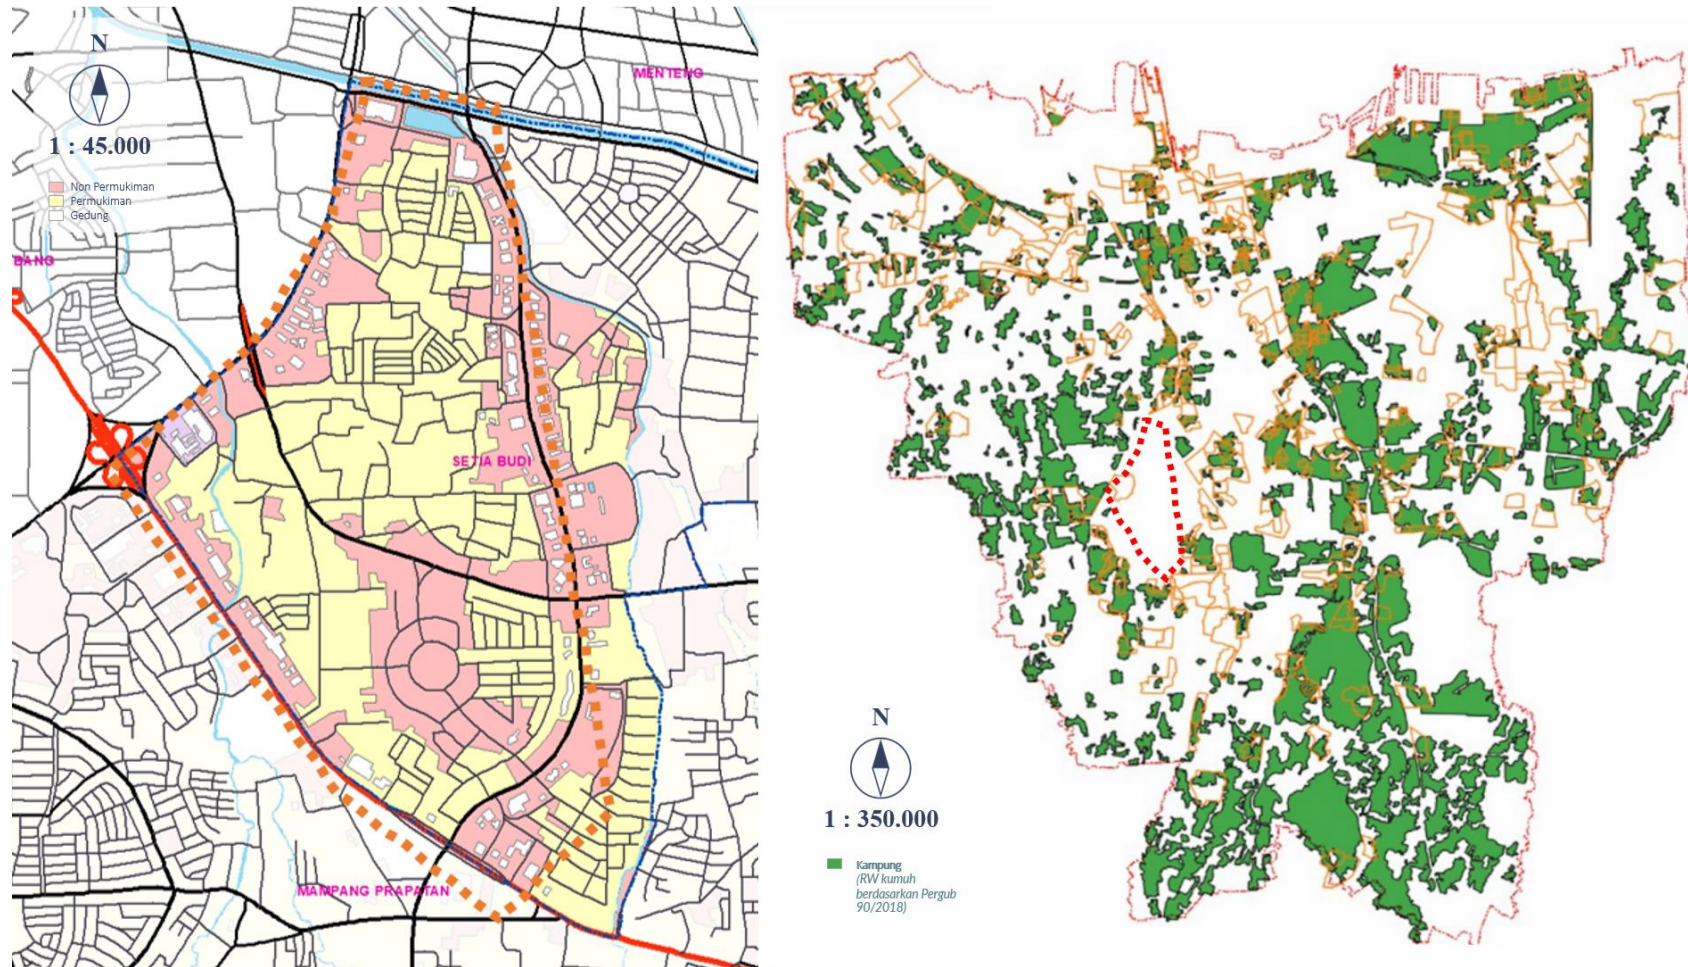 N
1 : 45.000
Non Permukiman
Permukiman
Gedung
MENTENG
BANG
SETIA BUDI
MAMPANG PRAPATAN
N
1 : 350.000
Kampung
(RW kumuh
berdasarkan Pergub
90/2018)